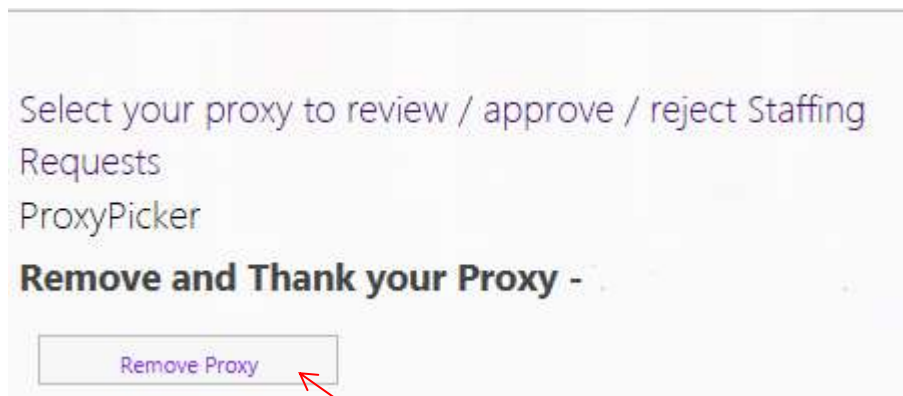 Select your proxy to review / approve / reject Staffing
Requests
ProxyPicker
Remove and Thank your Proxy -
Remove Proxy